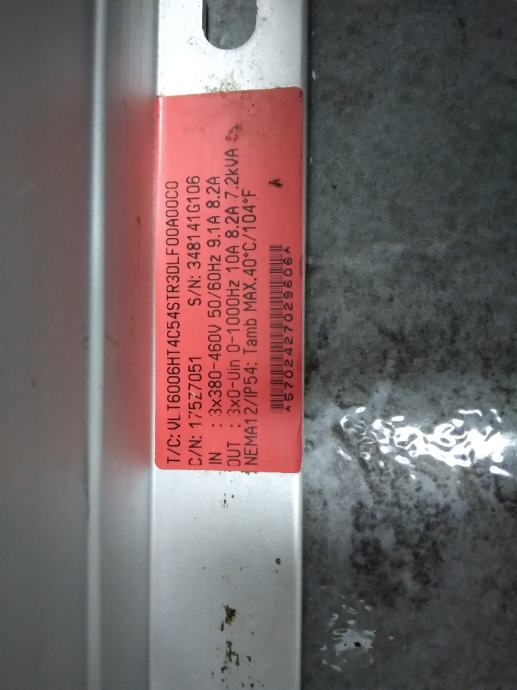 T/C: VLT6006HT4C54STR3DLF00A00C0
C/N: 175Z7051 S/N: 348141G106
IN : 3x380-460V 50/60Hz 9.1A 8.2A
OUT : 3x0-Uin 0-1000Hz 10A 8.2A 7.2kVA
NEMA12/IP54: Tamb MAX.40°C/104°F
A5702427029606A